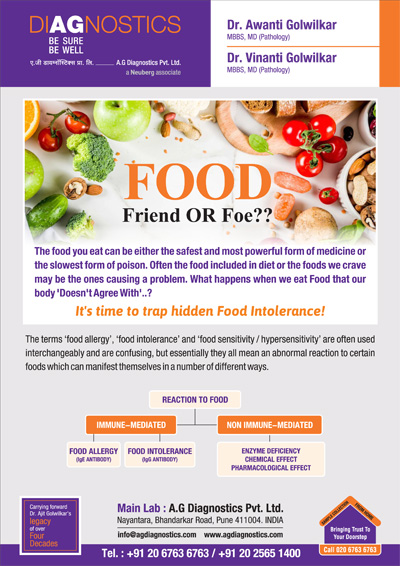 DIAGNOSTICS
BE SURE
BE WELL
ए.जी डायग्नॉस्टिक्स प्रा. लि. ......... A.G Diagnostics Pvt. Ltd.
a Neuberg associate
Dr. Awanti Golwilkar
MBBS, MD (Pathology)
Dr. Vinanti Golwilkar
MBBS, MD (Pathology)
FOOD
Friend OR Foe??
The food you eat can be either the safest and most powerful form of medicine or
the slowest form of poison. Often the food included in diet or the foods we crave
may be the ones causing a problem. What happens when we eat Food that our
body 'Doesn't Agree With'..?
It's time to trap hidden Food Intolerance!
The terms 'food allergy', 'food intolerance' and 'food sensitivity / hypersensitivity' are often used
interchangeably and are confusing, but essentially they all mean an abnormal reaction to certain
foods which can manifest themselves in a number of different ways.
REACTION TO FOOD
IMMUNE-MEDIATED
NON IMMUNE-MEDIATED
FOOD ALLERGY
(IgE ANTIBODY)
FOOD INTOLERANCE
(IgG ANTIBODY)
ENZYME DEFICIENCY
CHEMICAL EFFECT
PHARMACOLOGICAL EFFECT
Carrying forward
Dr. Ajit Golwilkar's
legacy
of over
Four
Decades
Main Lab : A.G Diagnostics Pvt. Ltd.
Nayantara, Bhandarkar Road, Pune 411004. INDIA
info@agdiagnostics.com www.agdiagnostics.com
Tel. : +91 20 6763 6763 / +91 20 2565 1400
SAMPLE COLLECTION
FROM HOME
Bringing Trust To
Your Doorstep
Call 020 6763 6763